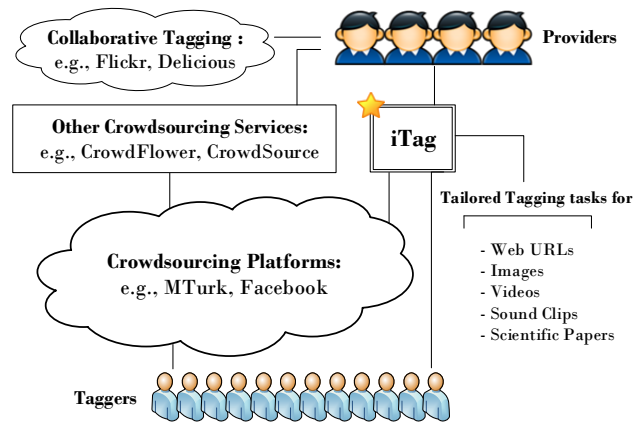 Collaborative Tagging :
e.g., Flickr, Delicious
Providers
Other Crowdsourcing Services:
e.g., CrowdFlower, CrowdSource
iTag
Tailored Tagging tasks for
- Web URLs
- Images
- Videos
- Sound Clips
- Scientific Papers
Crowdsourcing Platforms:
e.g., MTurk, Facebook
Taggers